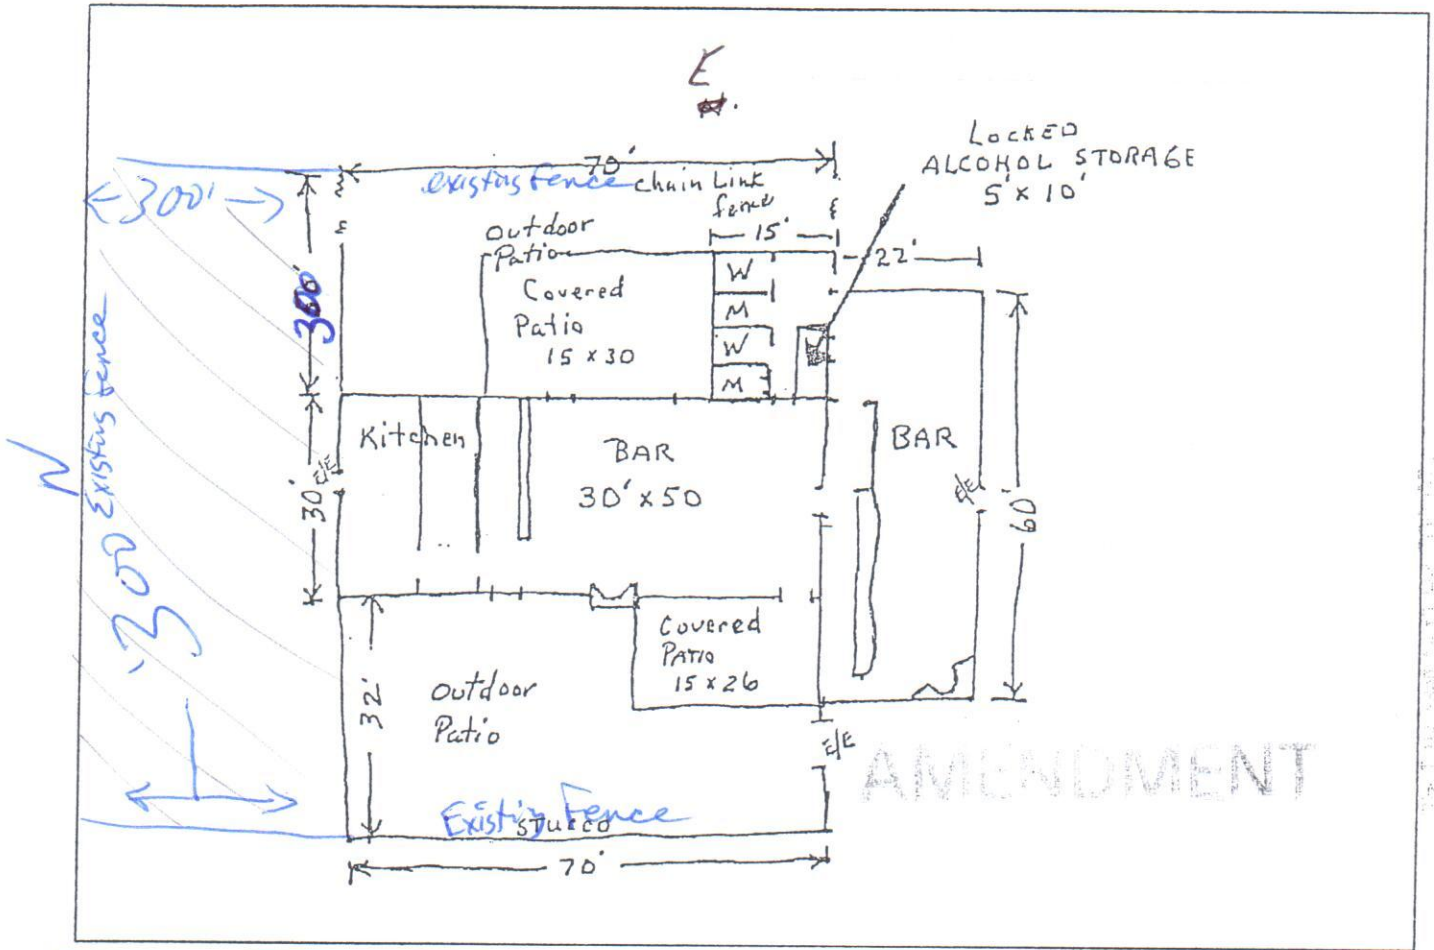 E
LOCKED
ALCOHOL STORAGE
5' x 10'
70'
existing fence
chain Link
fence
300'
15'
22'
Outdoor
Patio
W
Covered
Patio
15 x 30
M
W
M
300'
Existing fence
300
N
Kitchen
E/E
30'
BAR
30' x 50
BAR
E/E
60'
Covered
PATIO
15 x 26
32'
Outdoor
Patio
E/E
AMENDMENT
Existing Fence
STUCCO
70'